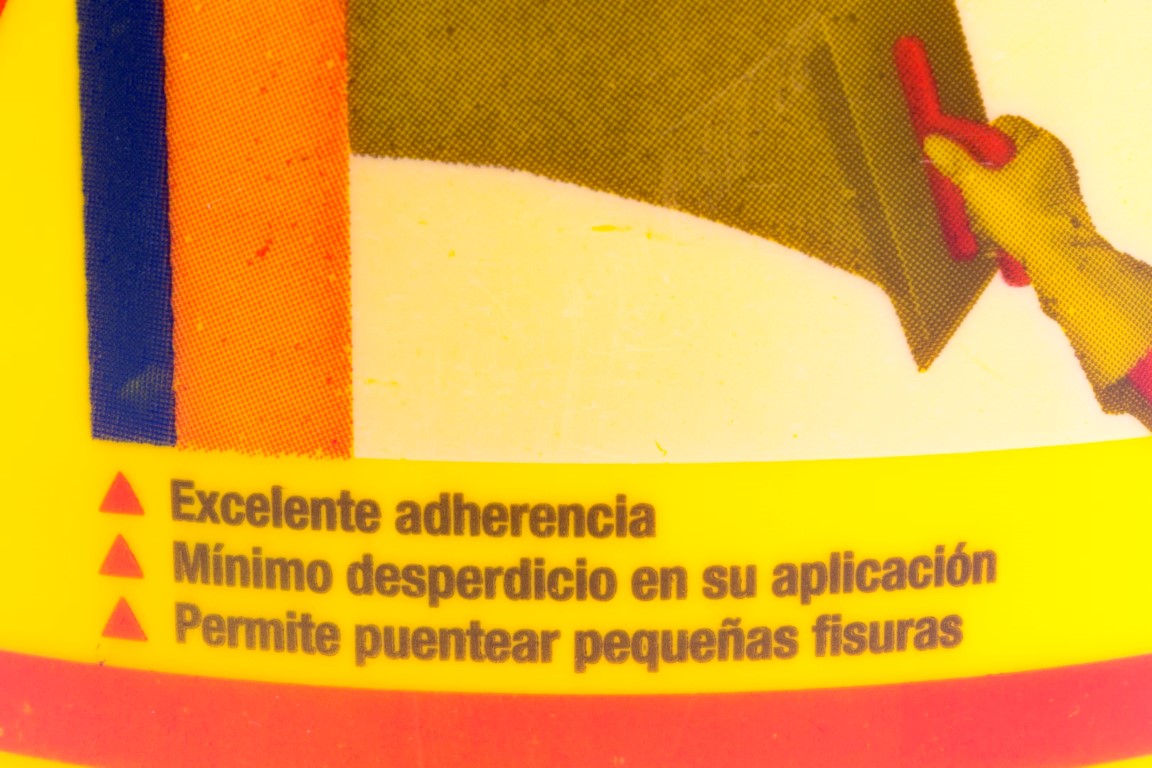 Excelente adherencia
Mínimo desperdicio en su aplicación
Permite puentear pequeñas fisuras